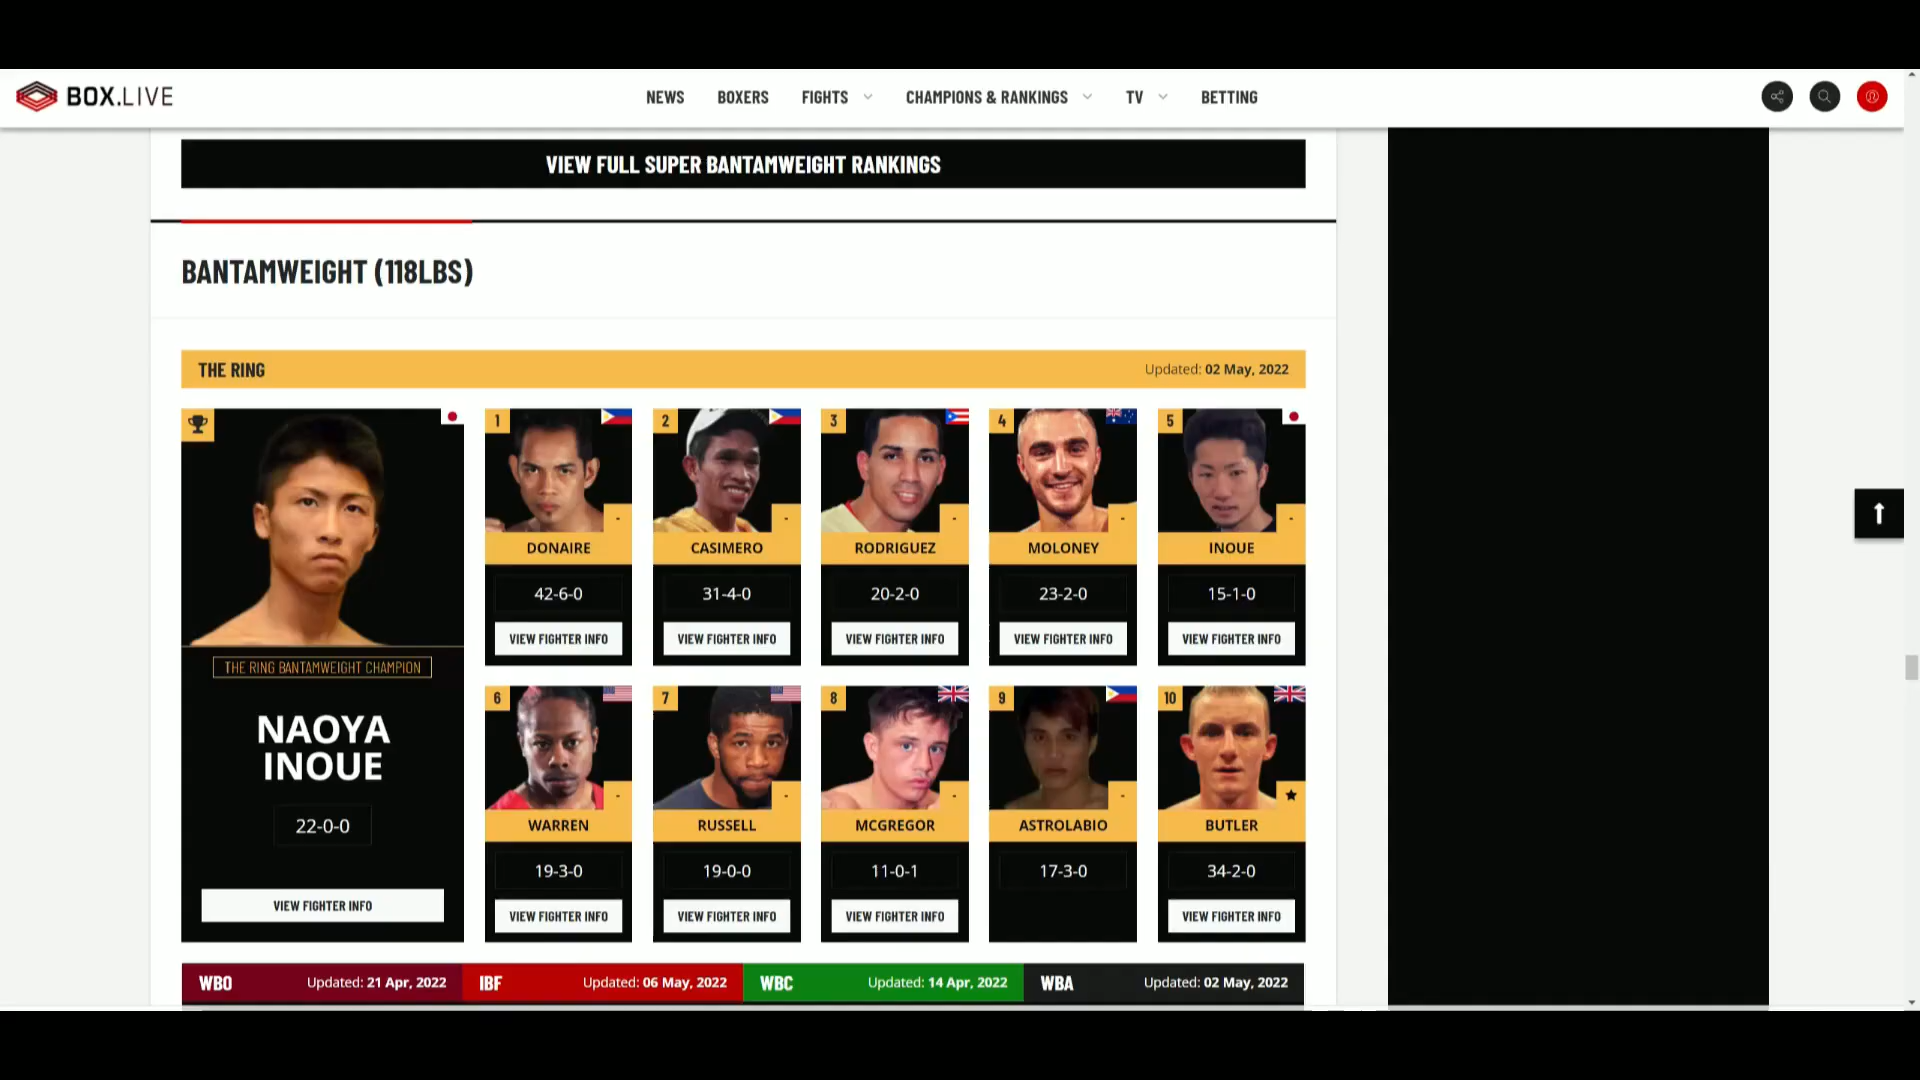 BOX.LIVE
NEWS BOXERS FIGHTS CHAMPIONS & RANKINGS TV BETTING
VIEW FULL SUPER BANTAMWEIGHT RANKINGS
BANTAMWEIGHT (118LBS)
THE RING Updated: 02 May, 2022
1 2 3 4 5
- - - - -
DONAIRE CASIMERO RODRIGUEZ MOLONEY INOUE
42-6-0 31-4-0 20-2-0 23-2-0 15-1-0
VIEW FIGHTER INFO VIEW FIGHTER INFO VIEW FIGHTER INFO VIEW FIGHTER INFO VIEW FIGHTER INFO
THE RING BANTAMWEIGHT CHAMPION
NAOYA
INOUE
22-0-0
VIEW FIGHTER INFO
6 7 8 9 10
- - - -
WARREN RUSSELL MCGREGOR ASTROLABIO BUTLER
19-3-0 19-0-0 11-0-1 17-3-0 34-2-0
VIEW FIGHTER INFO VIEW FIGHTER INFO VIEW FIGHTER INFO VIEW FIGHTER INFO
WBO Updated: 21 Apr, 2022 IBF Updated: 06 May, 2022 WBC Updated: 14 Apr, 2022 WBA Updated: 02 May, 2022